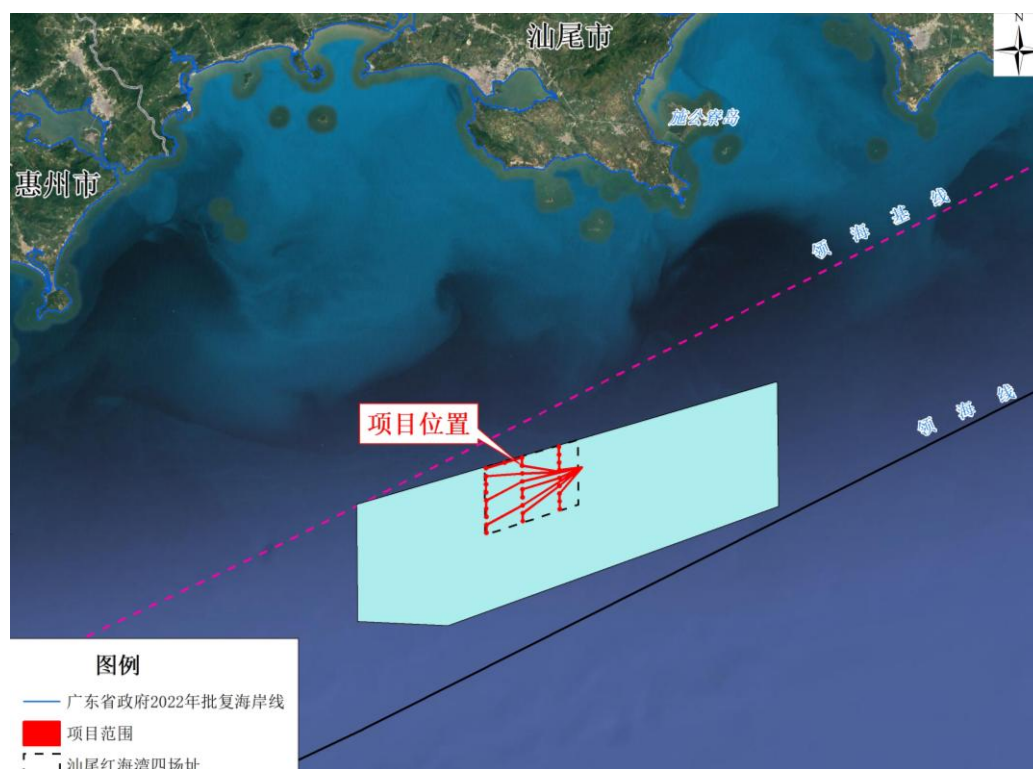 N
汕尾市
施公寮岛
惠州市
领海基线
项目位置
领海线
图例
广东省政府2022年批复海岸线
项目范围
汕尾红海湾四场址